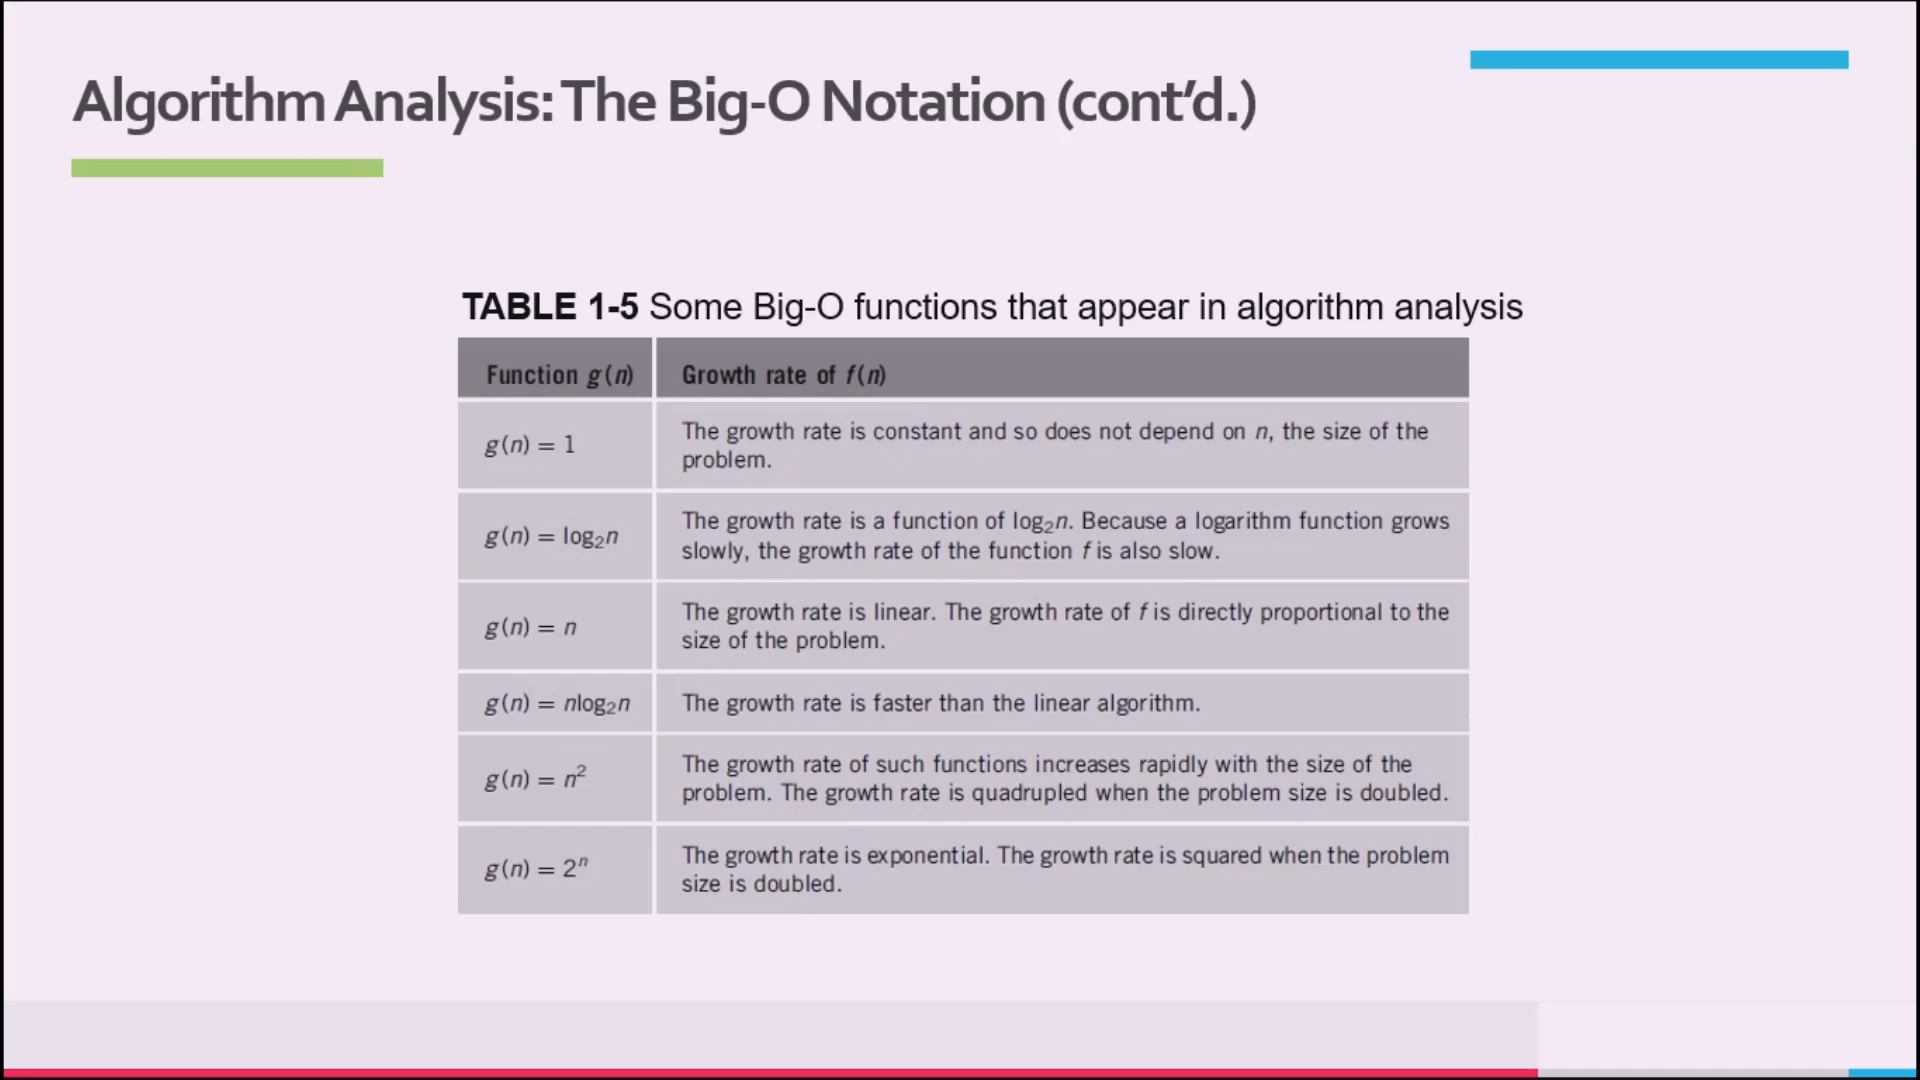 Algorithm Analysis: The Big-O Notation (cont’d.)
TABLE 1-5 Some Big-O functions that appear in algorithm analysis
Function g(n)
Growth rate of f(n)
g(n) = 1
The growth rate is constant and so does not depend on n, the size of the
problem.
g(n) = log₂n
The growth rate is a function of log₂n. Because a logarithm function grows
slowly, the growth rate of the function f is also slow.
g(n) = n
The growth rate is linear. The growth rate of f is directly proportional to the
size of the problem.
g(n) = nlog₂n
The growth rate is faster than the linear algorithm.
g(n) = n²
The growth rate of such functions increases rapidly with the size of the
problem. The growth rate is quadrupled when the problem size is doubled.
g(n) = 2ⁿ
The growth rate is exponential. The growth rate is squared when the problem
size is doubled.